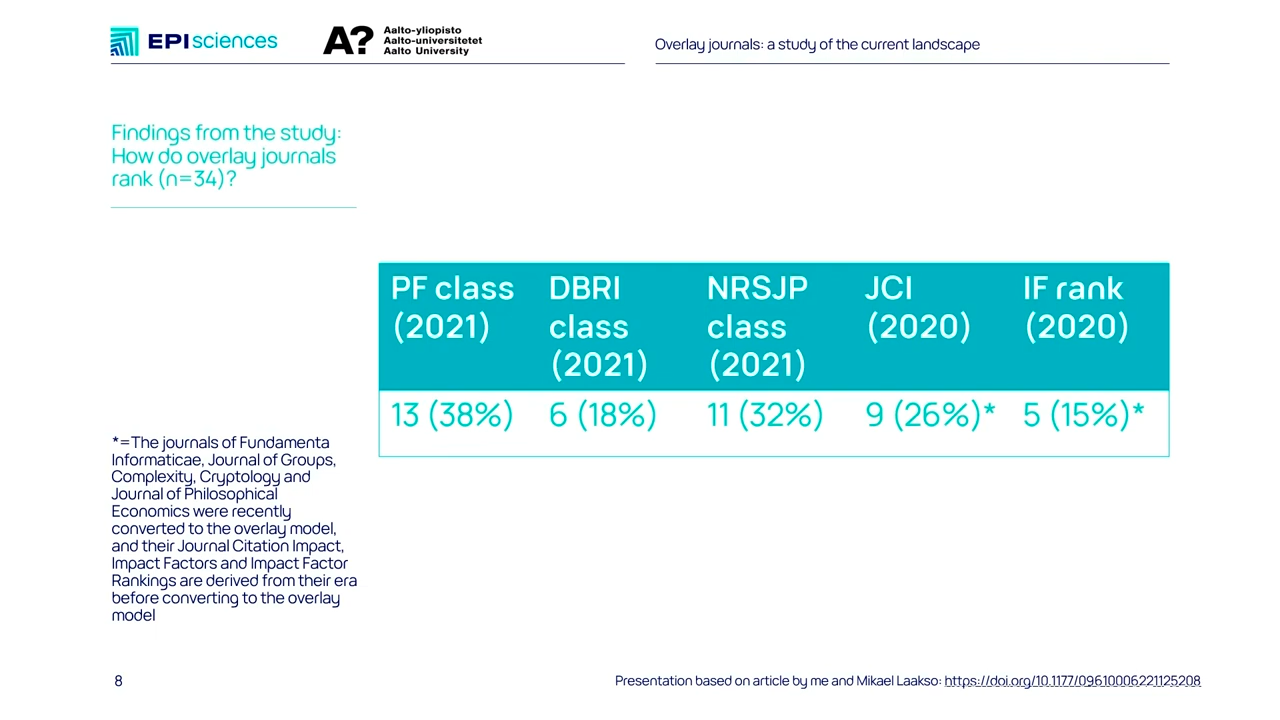 EPIsciences
A?
Aalto-yliopisto
Aalto-universitetet
Aalto University
Overlay journals: a study of the current landscape
Findings from the study:
How do overlay journals
rank (n=34)?
PF class (2021)
DBRI class (2021)
NRSJP class (2021)
JCI (2020)
IF rank (2020)
13 (38%)
6 (18%)
11 (32%)
9 (26%)*
5 (15%)*
*=The journals of Fundamenta
Informaticae, Journal of Groups,
Complexity, Cryptology and
Journal of Philosophical
Economics were recently
converted to the overlay model,
and their Journal Citation Impact,
Impact Factors and Impact Factor
Rankings are derived from their era
before converting to the overlay
model
8
Presentation based on article by me and Mikael Laakso: https://doi.org/10.1177/09610006221125208